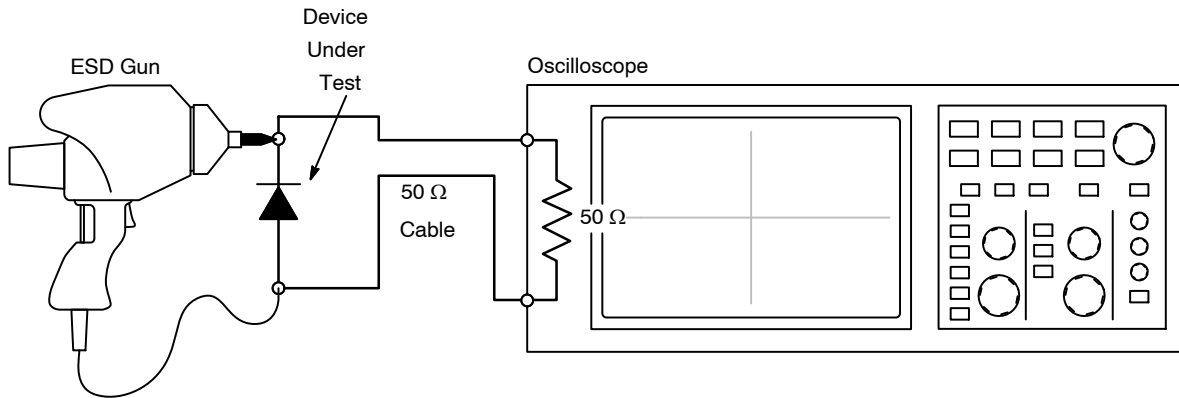 Device
Under
Test
ESD Gun
Oscilloscope
50 Ω
Cable
50 Ω